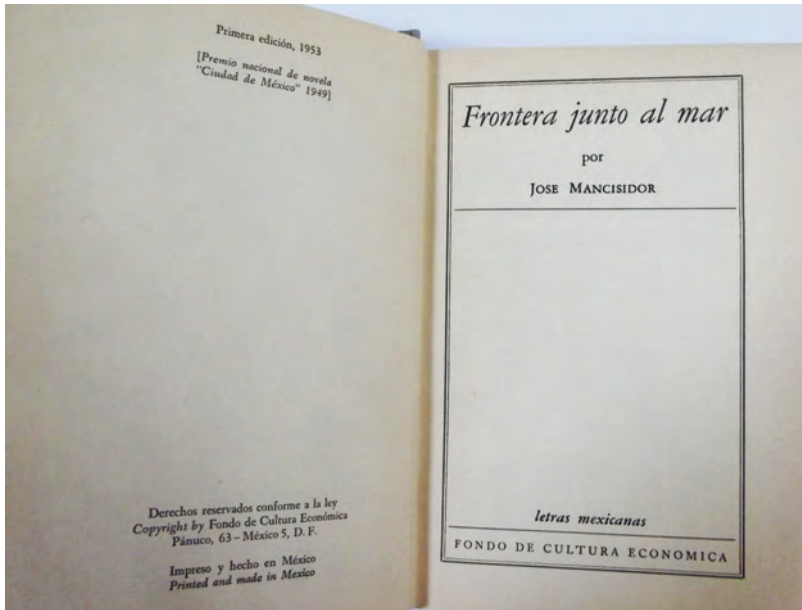 Primera edición, 1953
[Premio nacional de novela
"Ciudad de México" 1949]
Derechos reservados conforme a la ley
Copyright by Fondo de Cultura Económica
Pánuco, 63 – México 5, D. F.
Impreso y hecho en México
Printed and made in Mexico
Frontera junto al mar
por
JOSE MANCISIDOR
letras mexicanas
FONDO DE CULTURA ECONOMICA